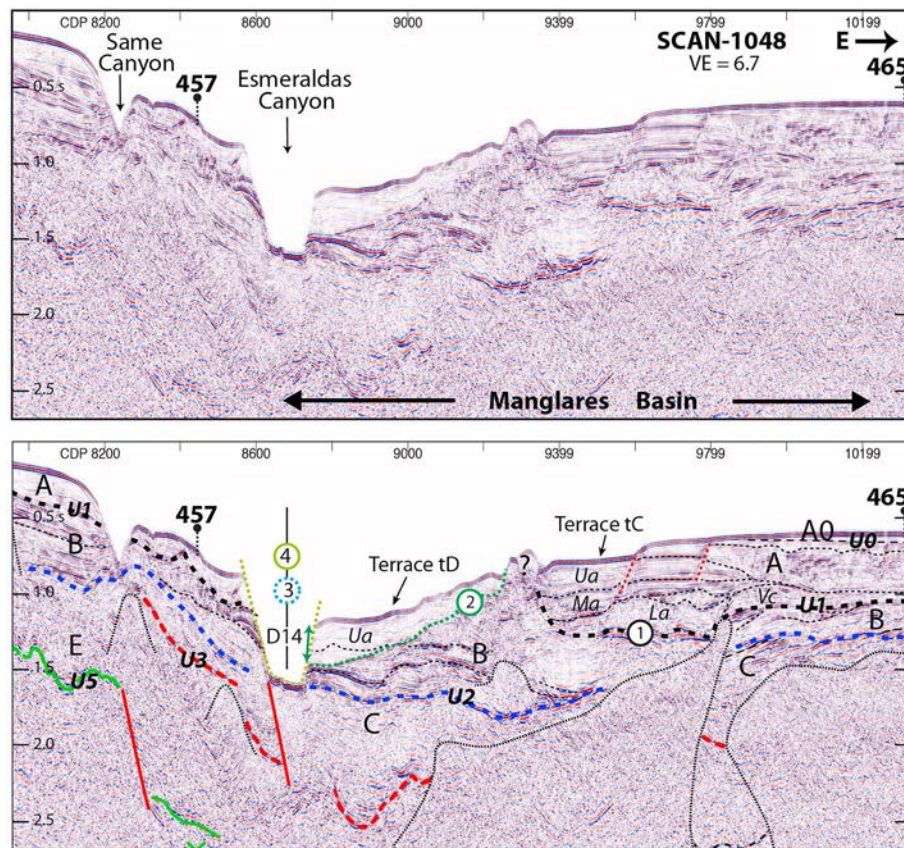 CDP 8200 8600 9000 9399 9799 10199
Same
Canyon
457
Esmeraldas
Canyon
SCAN-1048
VE = 6.7
E
465
0.5 s
1.0
1.5
2.0
2.5
Manglares Basin
CDP 8200 8600 9000 9399 9799 10199
A
U1
0.5 s
B
457
465
4
3
Terrace tD
Terrace tC
?
A0
U0
A
2
Ua
Ma
La
Vc
U1
1.0
D14
Ua
1
B
E
U3
B
C
1.5
U5
U2
C
2.0
2.5